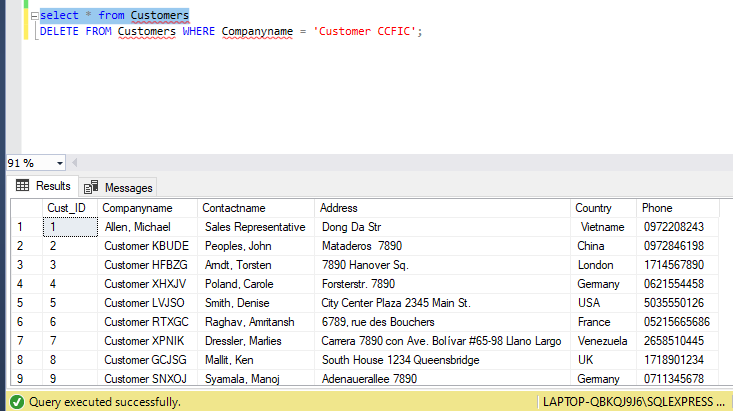 select * from Customers
DELETE FROM Customers WHERE Companyname = 'Customer CCFIC';
91 %
Results Messages
Cust_ID Companyname Contactname Address Country Phone
1 1 Allen, Michael Sales Representative Dong Da Str Vietname 0972208243
2 2 Customer KBUDE Peoples, John Mataderos 7890 China 0972846198
3 3 Customer HFBZG Arndt, Torsten 7890 Hanover Sq. London 1714567890
4 4 Customer XHXJV Poland, Carole Forsterstr. 7890 Germany 0621554458
5 5 Customer LVJSO Smith, Denise City Center Plaza 2345 Main St. USA 5035550126
6 6 Customer RTXGC Raghav, Amritansh 6789, rue des Bouchers France 05215665686
7 7 Customer XPNIK Dressler, Marlies Carrera 7890 con Ave. Bolívar #65-98 Llano Largo Venezuela 2658510445
8 8 Customer GCJSG Mallit, Ken South House 1234 Queensbridge UK 1718901234
9 9 Customer SNXOJ Syamala, Manoj Adenauerallee 7890 Germany 0711345678
Query executed successfully. LAPTOP-QBKQJ9J6\SQLEXPRESS ...